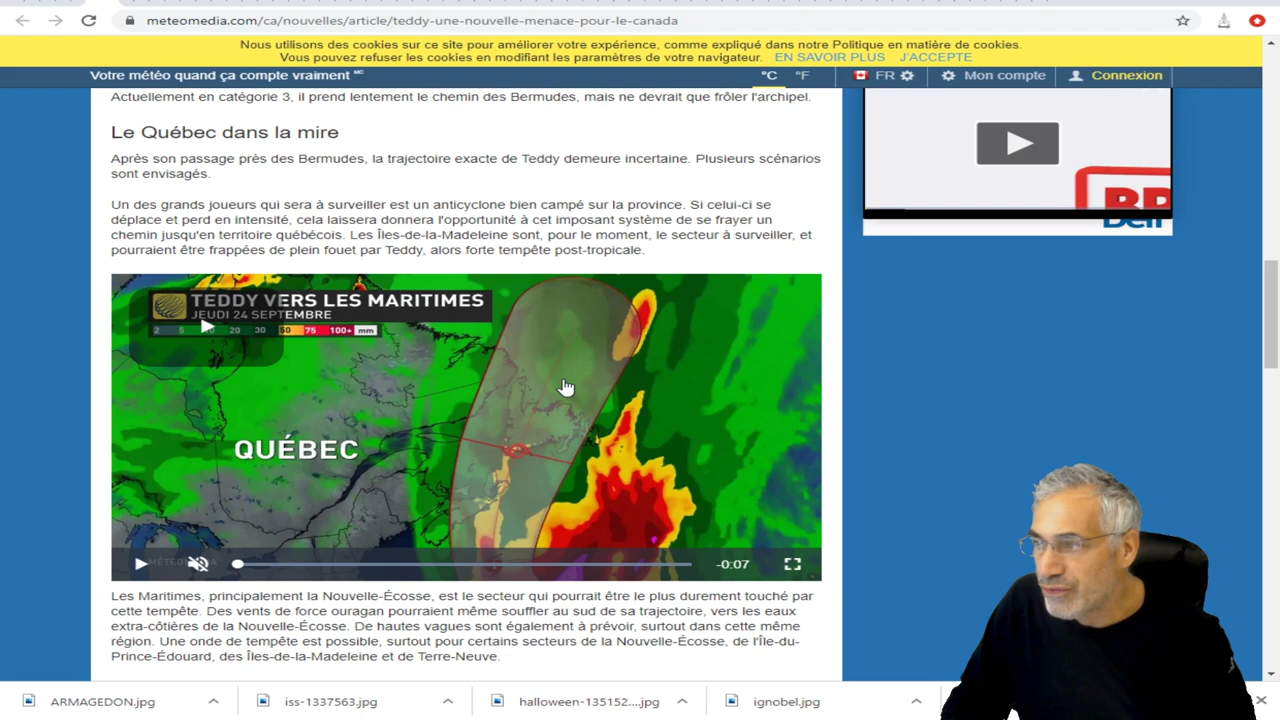 meteomedia.com/ca/nouvelles/article/teddy-une-nouvelle-menace-pour-le-canada
Nous utilisons des cookies sur ce site pour améliorer votre expérience, comme expliqué dans notre Politique en matière de cookies.
Vous pouvez refuser les cookies en modifiant les paramètres de votre navigateur. EN SAVOIR PLUS J'ACCEPTE
Votre météo quand ça compte vraiment MC
°C °F FR Mon compte Connexion
Actuellement en catégorie 3, il prend lentement le chemin des Bermudes, mais ne devrait que frôler l'archipel.
Le Québec dans la mire
Après son passage près des Bermudes, la trajectoire exacte de Teddy demeure incertaine. Plusieurs scénarios
sont envisagés.
Un des grands joueurs qui sera à surveiller est un anticyclone bien campé sur la province. Si celui-ci se
déplace et perd en intensité, cela laissera donnera l'opportunité à cet imposant système de se frayer un
chemin jusqu'en territoire québécois. Les Îles-de-la-Madeleine sont, pour le moment, le secteur à surveiller, et
pourraient être frappées de plein fouet par Teddy, alors forte tempête post-tropicale.
TEDDY VERS LES MARITIMES
JEUDI 24 SEPTEMBRE
2 5 10 20 30 50 75 100+ mm
QUÉBEC
MÉTÉOMÉDIA
-0:07
Les Maritimes, principalement la Nouvelle-Écosse, est le secteur qui pourrait être le plus durement touché par
cette tempête. Des vents de force ouragan pourraient même souffler au sud de sa trajectoire, vers les eaux
extra-côtières de la Nouvelle-Écosse. De hautes vagues sont également à prévoir, surtout dans cette même
région. Une onde de tempête est possible, surtout pour certains secteurs de la Nouvelle-Écosse, de l'Île-du-
Prince-Édouard, des Îles-de-la-Madeleine et de Terre-Neuve.
Bell
ARMAGEDON.jpg
iss-1337563.jpg
halloween-135152....jpg
ignobel.jpg